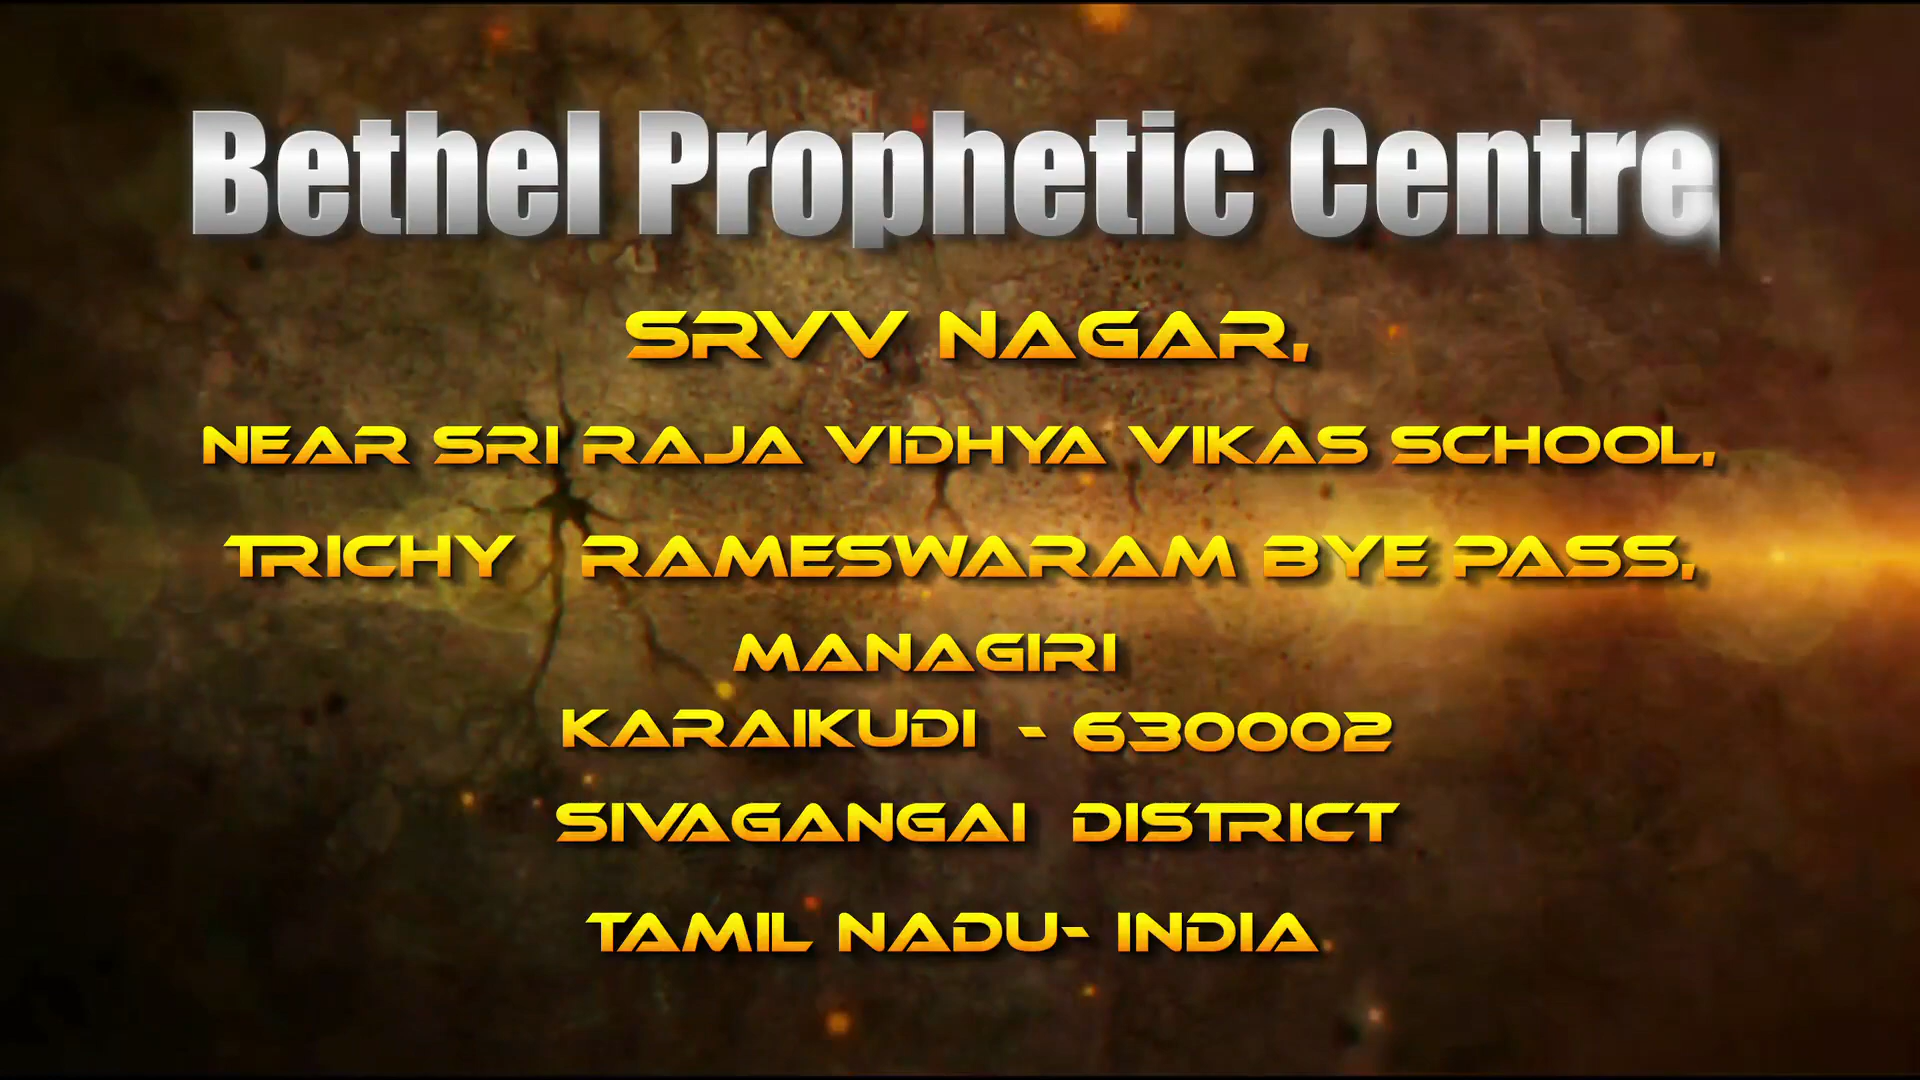 Bethel Prophetic Centre
SRVV NAGAR,
NEAR SRI RAJA VIDHYA VIKAS SCHOOL,
TRICHY RAMESWARAM BYE PASS,
MANAGIRI
KARAIKUDI - 630002
SIVAGANGAI DISTRICT
TAMIL NADU- INDIA.